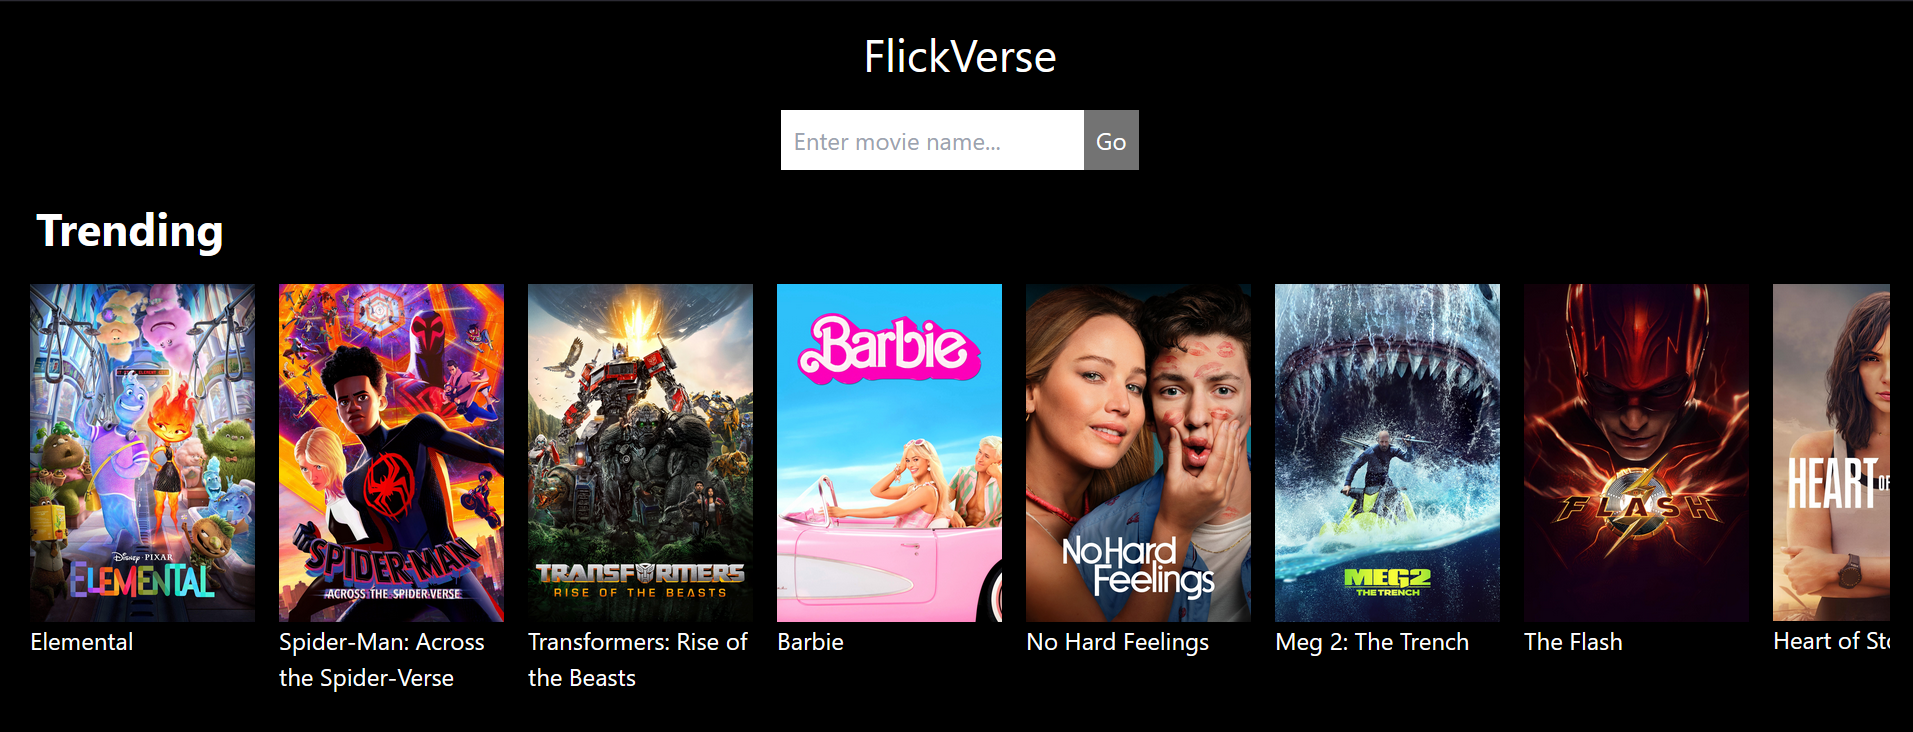 FlickVerse
Enter movie name...
Go
Trending
Disney · PIXAR
ELEMENTAL
SPIDER-MAN
ACROSS THE SPIDER-VERSE
TRANSFORMERS
RISE OF THE BEASTS
Barbie
No Hard
Feelings
MEG2
THE TRENCH
FLASH
HEART OF
Elemental
Spider-Man: Across
the Spider-Verse
Transformers: Rise of
the Beasts
Barbie
No Hard Feelings
Meg 2: The Trench
The Flash
Heart of Sto